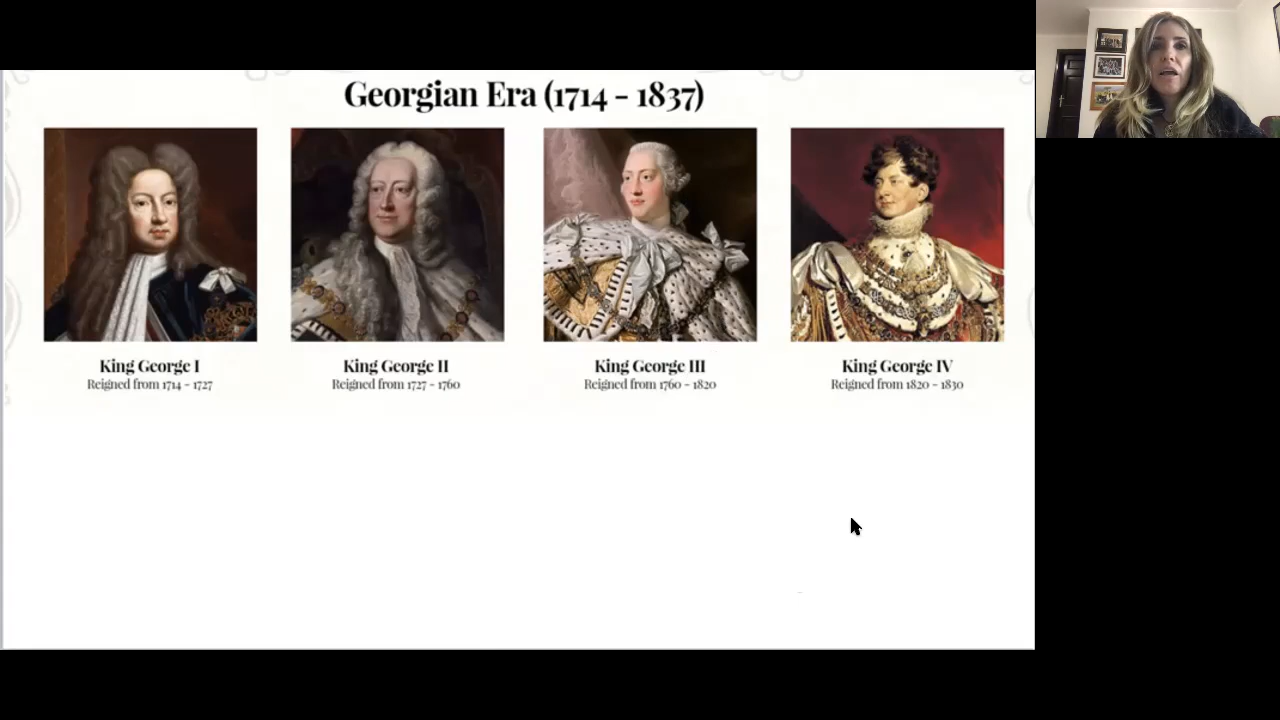 Georgian Era (1714 - 1837)
King George I
Reigned from 1714 - 1727
King George II
Reigned from 1727 - 1760
King George III
Reigned from 1760 - 1820
King George IV
Reigned from 1820 - 1830